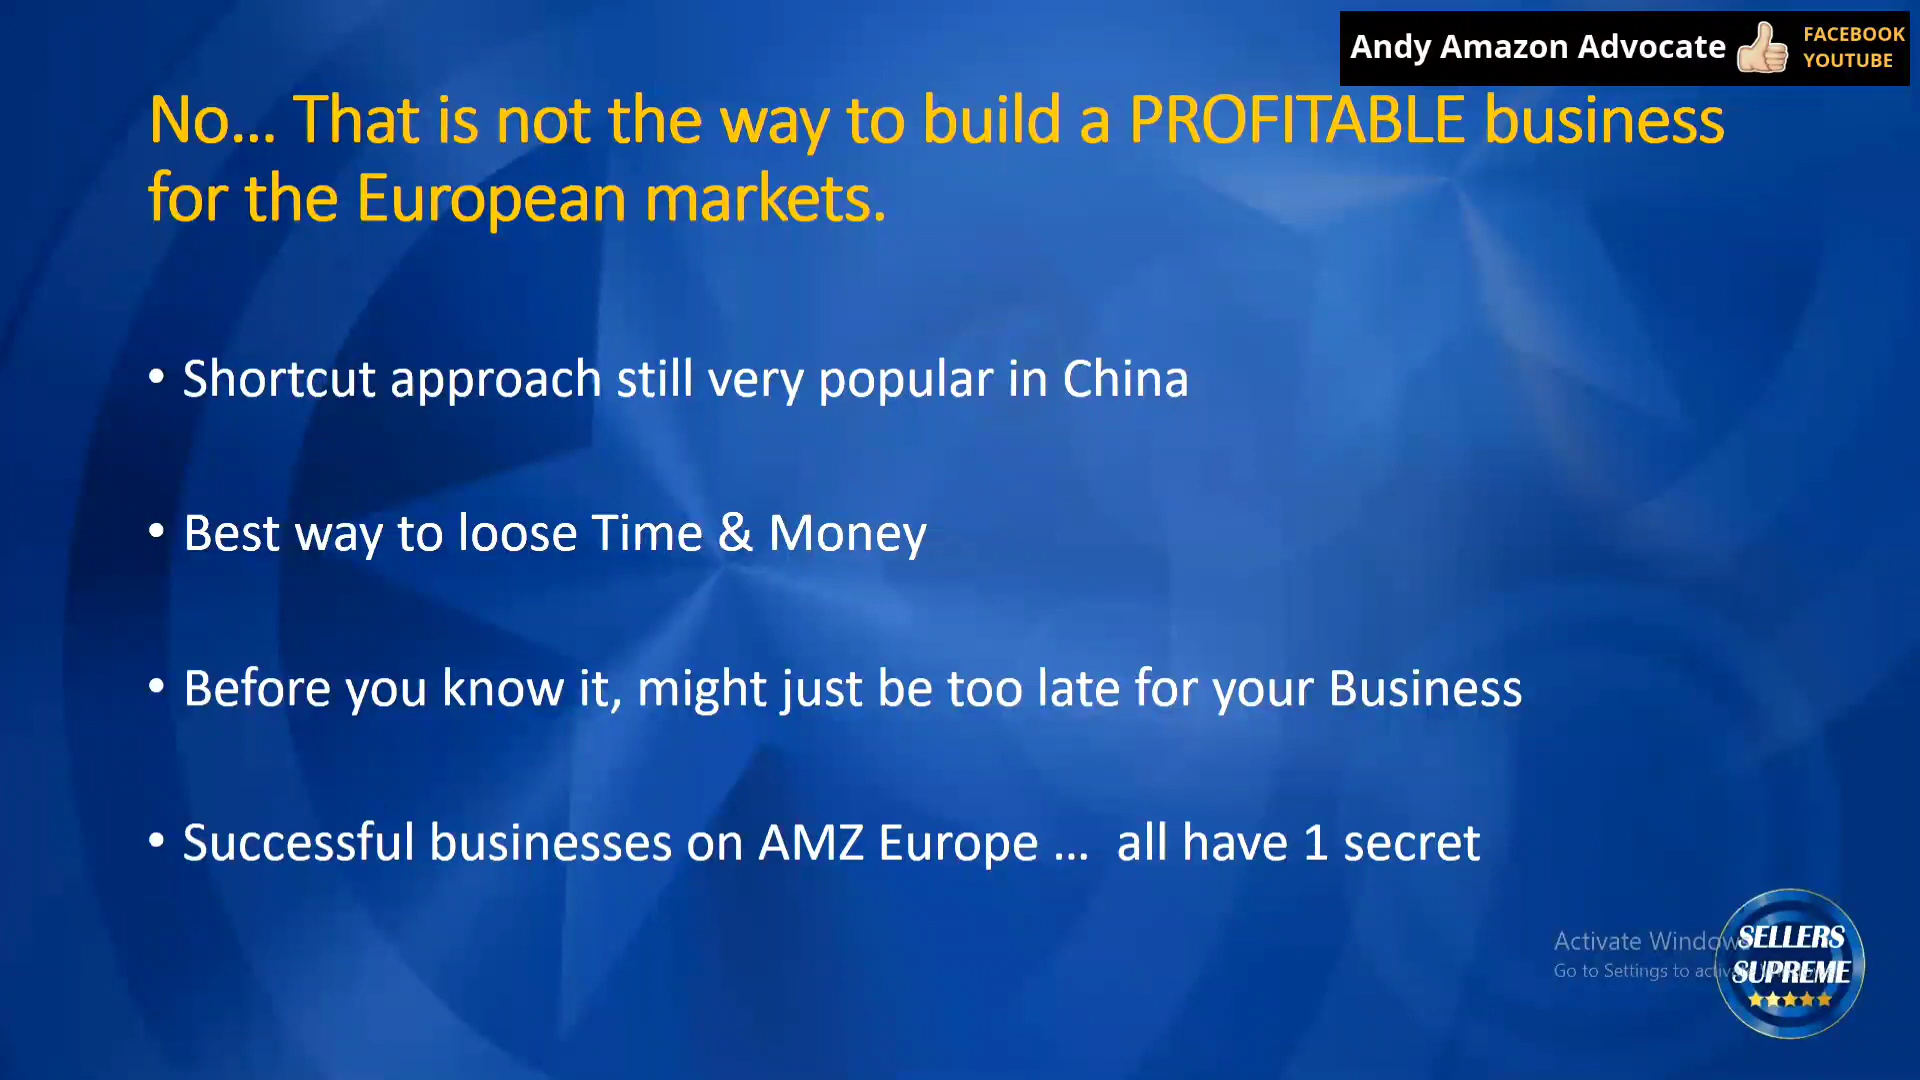 Andy Amazon Advocate
FACEBOOK
YOUTUBE
No... That is not the way to build a PROFITABLE business
for the European markets.
• Shortcut approach still very popular in China
• Best way to loose Time & Money
• Before you know it, might just be too late for your Business
• Successful businesses on AMZ Europe ... all have 1 secret
Activate Windows
Go to Settings to activate
SELLERS
SUPREME